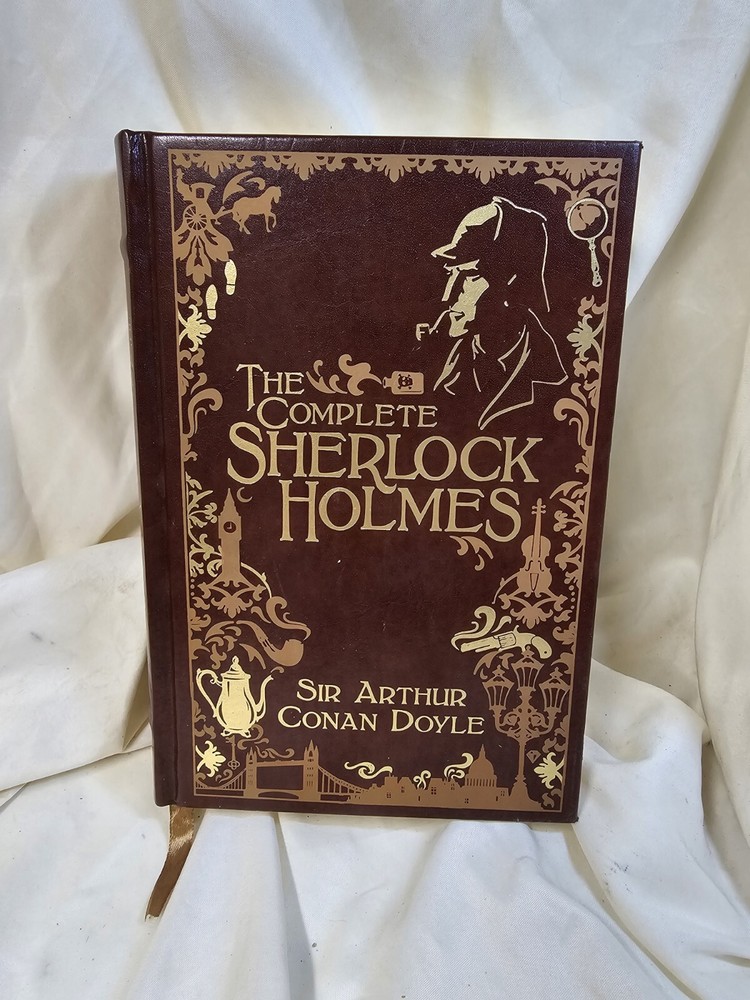 The
Complete
Sherlock
Holmes
Sir Arthur
Conan Doyle